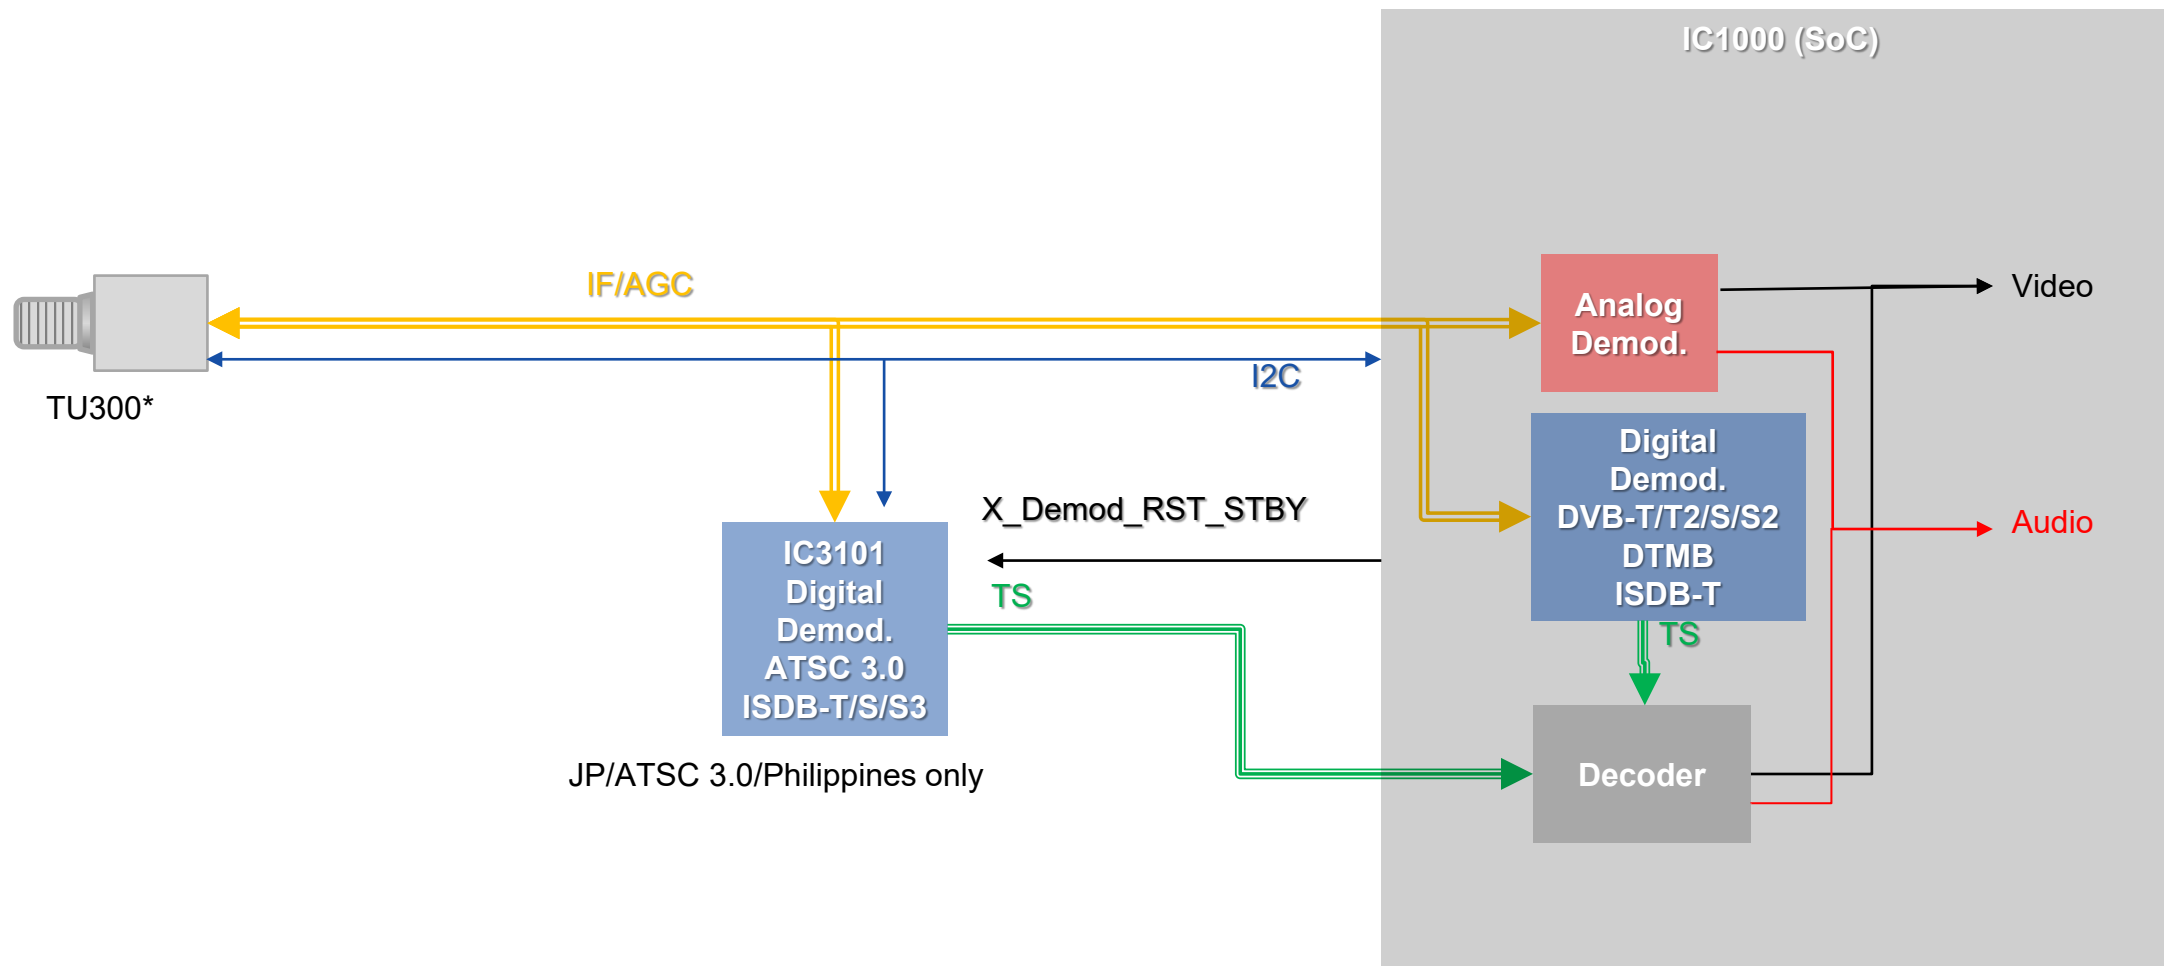 IC1000 (SoC)
IF/AGC
I2C
TU300*
Analog
Demod.
Video
Digital
Demod.
DVB-T/T2/S/S2
DTMB
ISDB-T
TS
Audio
X_Demod_RST_STBY
TS
IC3101
Digital
Demod.
ATSC 3.0
ISDB-T/S/S3
JP/ATSC 3.0/Philippines only
Decoder